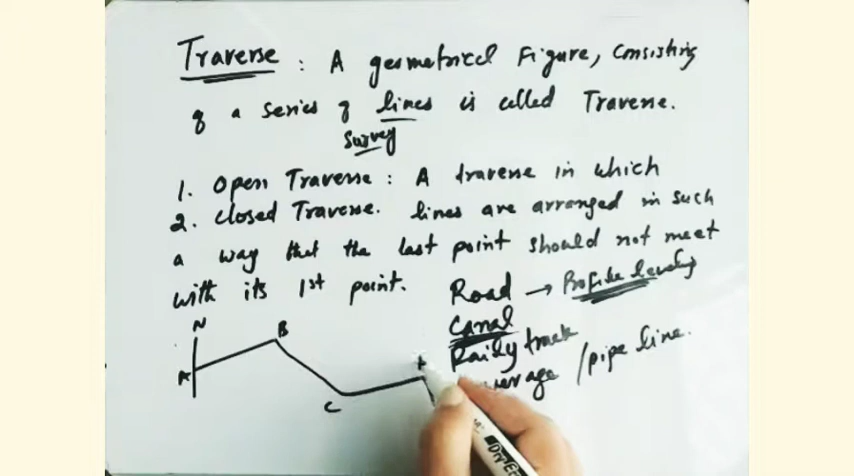 Traverse : A geometrical Figure, Consisting
of a series of lines is called Traverse.
Survey
1. Open Traverse : A traverse in which
2. Closed Traverse. lines are arranged in such
a way that the last point should not meet
with its 1st point.
Road → Profile levelling
Canal
track
/pipe line.
N
B
A
C
Dry E